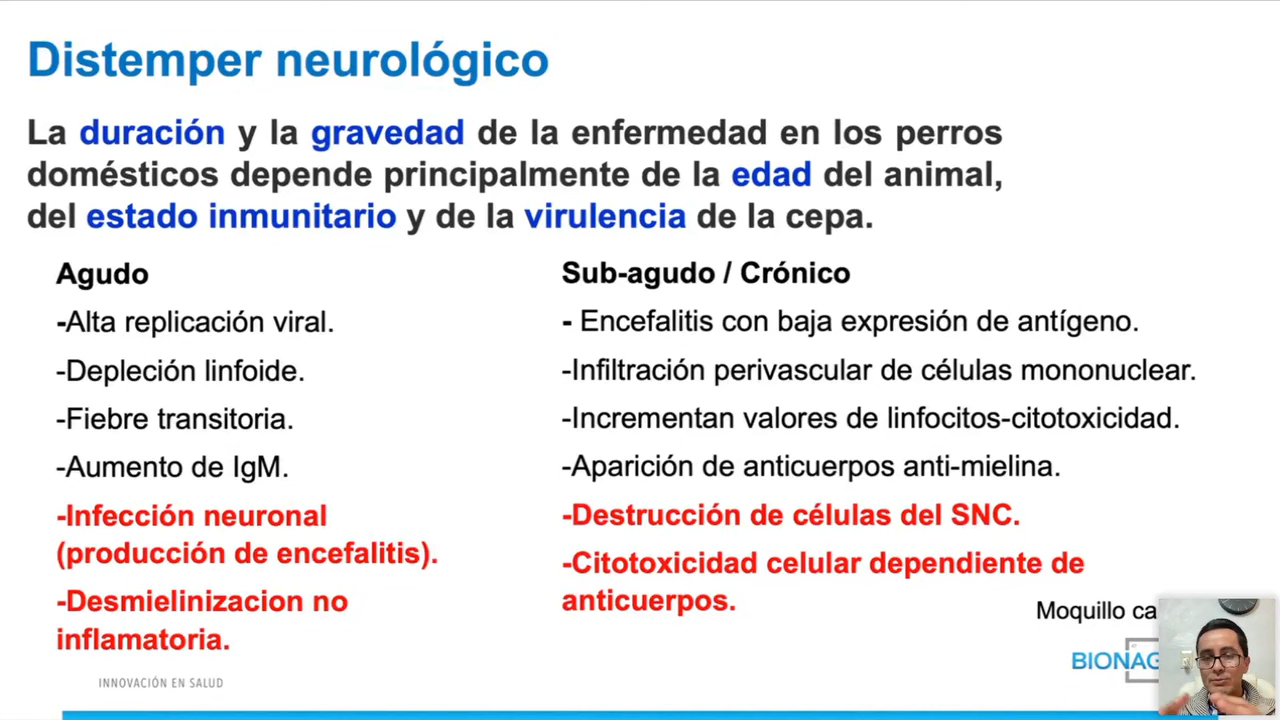 Distemper neurológico
La duración y la gravedad de la enfermedad en los perros
domésticos depende principalmente de la edad del animal,
del estado inmunitario y de la virulencia de la cepa.
Agudo
-Alta replicación viral.
-Depleción linfoide.
-Fiebre transitoria.
-Aumento de IgM.
-Infección neuronal
(producción de encefalitis).
-Desmielinizacion no
inflamatoria.
Sub-agudo / Crónico
- Encefalitis con baja expresión de antígeno.
-Infiltración perivascular de células mononuclear.
-Incrementan valores de linfocitos-citotoxicidad.
-Aparición de anticuerpos anti-mielina.
-Destrucción de células del SNC.
-Citotoxicidad celular dependiente de
anticuerpos.
Moquillo ca
BIONAG
INNOVACIÓN EN SALUD